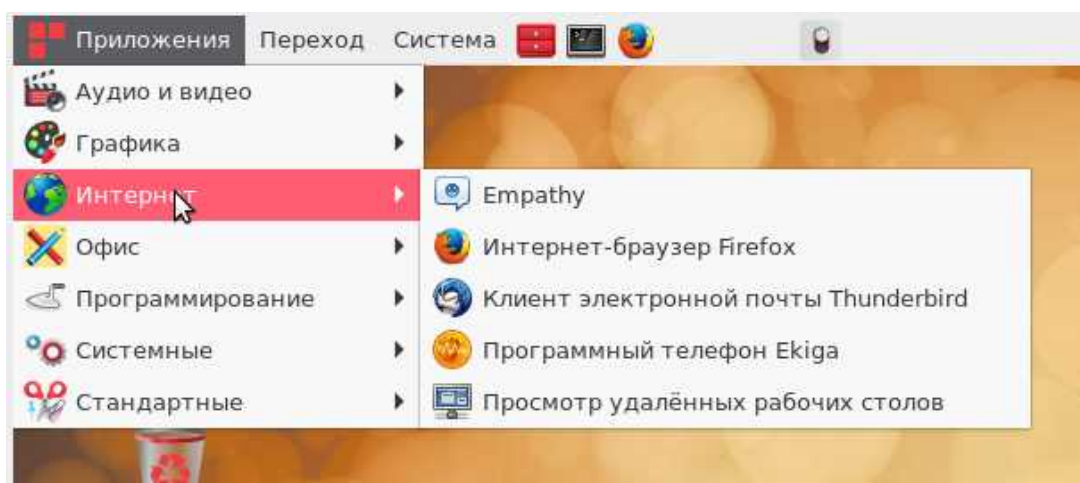 Приложения Переход Система
Аудио и видео
Графика
Интернет
Офис
Программирование
Системные
Стандартные
Empathy
Интернет-браузер Firefox
Клиент электронной почты Thunderbird
Программный телефон Ekiga
Просмотр удалённых рабочих столов